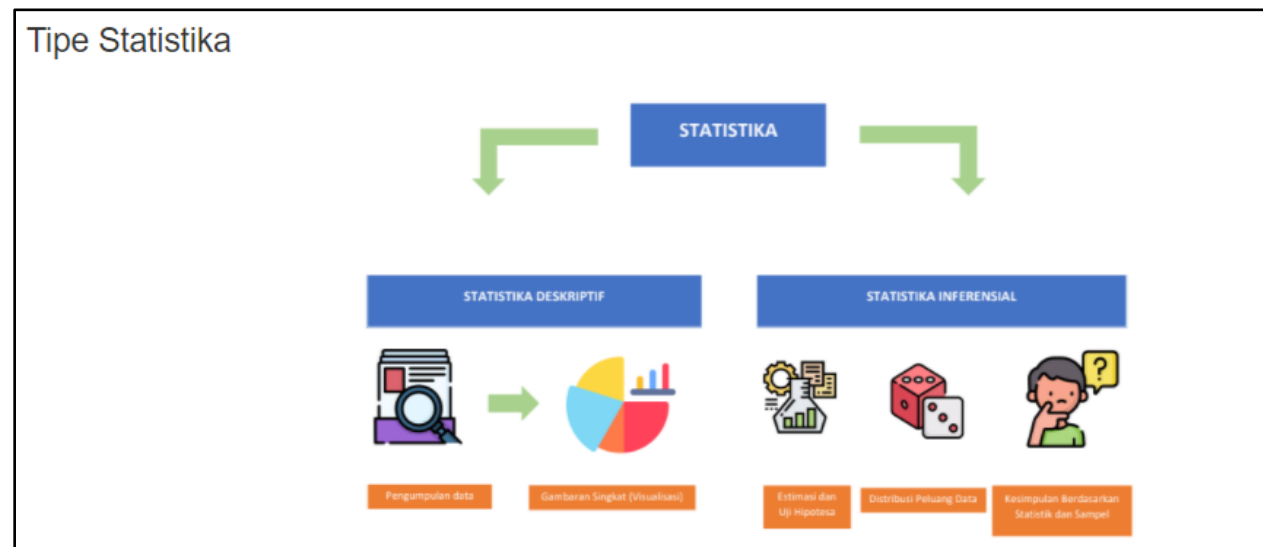 Tipe Statistika
STATISTIKA
STATISTIKA DESKRIPTIF
STATISTIKA INFERENSIAL
?
Pengumpulan data
Gambaran Singkat (Visualisasi)
Estimasi dan
Uji Hipotesa
Distribusi Peluang Data
Kesimpulan Berdasarkan
Statistik dan Sampel